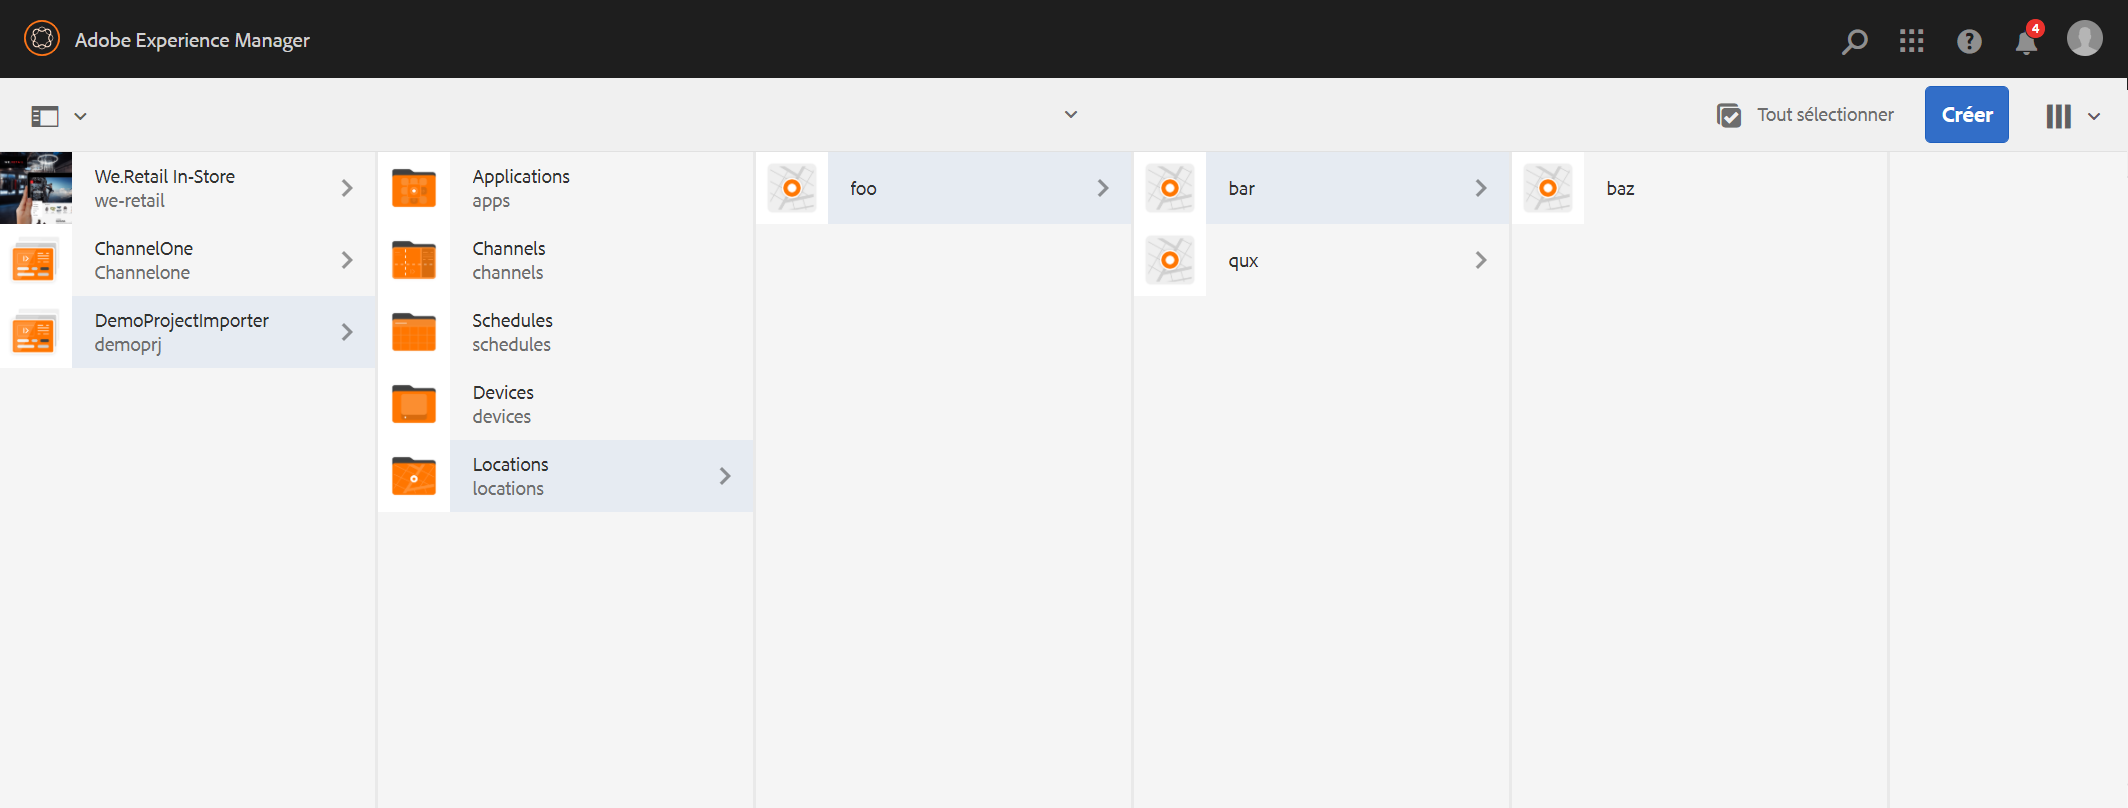 Adobe Experience Manager
4
Tout sélectionner
Créer
We.Retail In-Store
we-retail
ChannelOne
Channelone
DemoProjectImporter
demoprj
Applications
apps
Channels
channels
Schedules
schedules
Devices
devices
Locations
locations
foo
bar
qux
baz